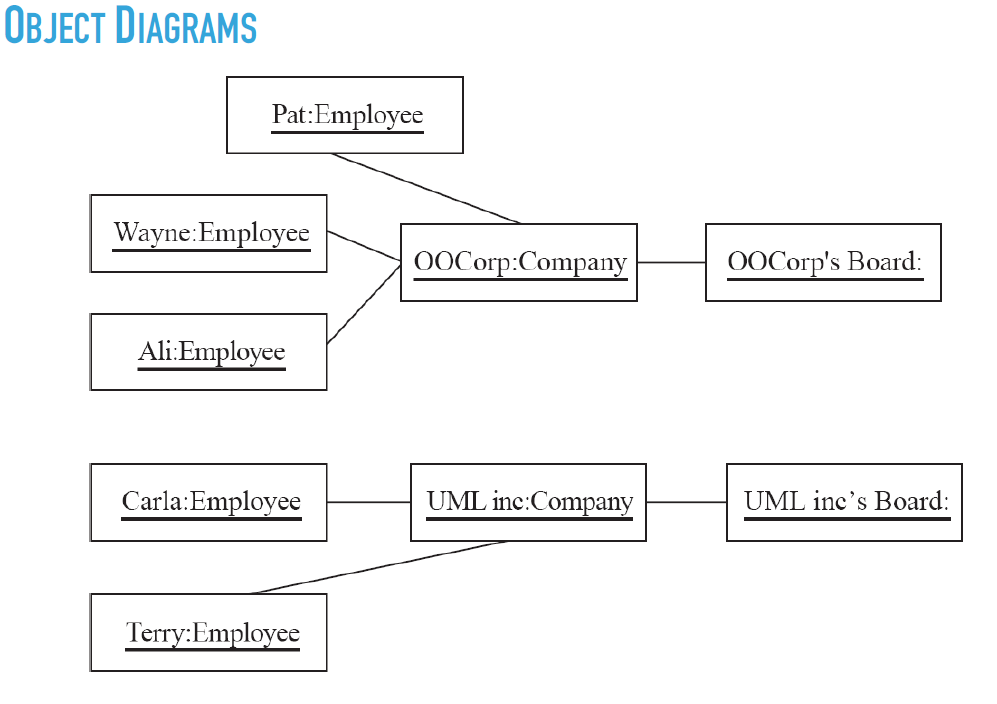 OBJECT DIAGRAMS
Pat:Employee
Wayne:Employee
OOCorp:Company
OOCorp's Board:
Ali:Employee
Carla:Employee
UML inc:Company
UML inc’s Board:
Terry:Employee